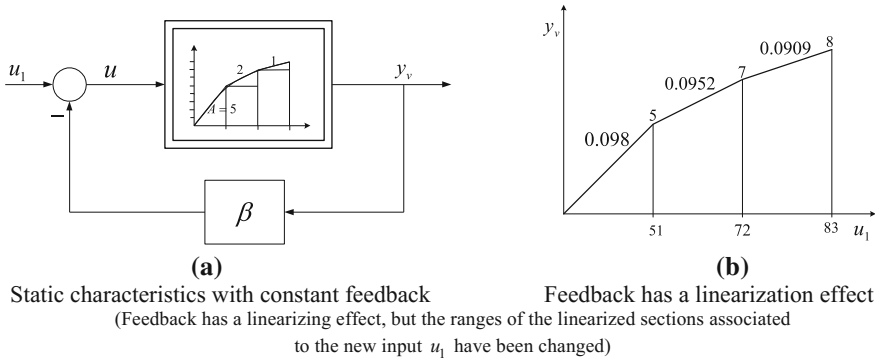 u₁
u
2
1
A = 5
y_v
−
β
(a)
Static characteristics with constant feedback
y_v
0.098
5
0.0952
7
0.0909
8
51
72
83
u₁
(b)
Feedback has a linearization effect
(Feedback has a linearizing effect, but the ranges of the linearized sections associated
to the new input u₁ have been changed)